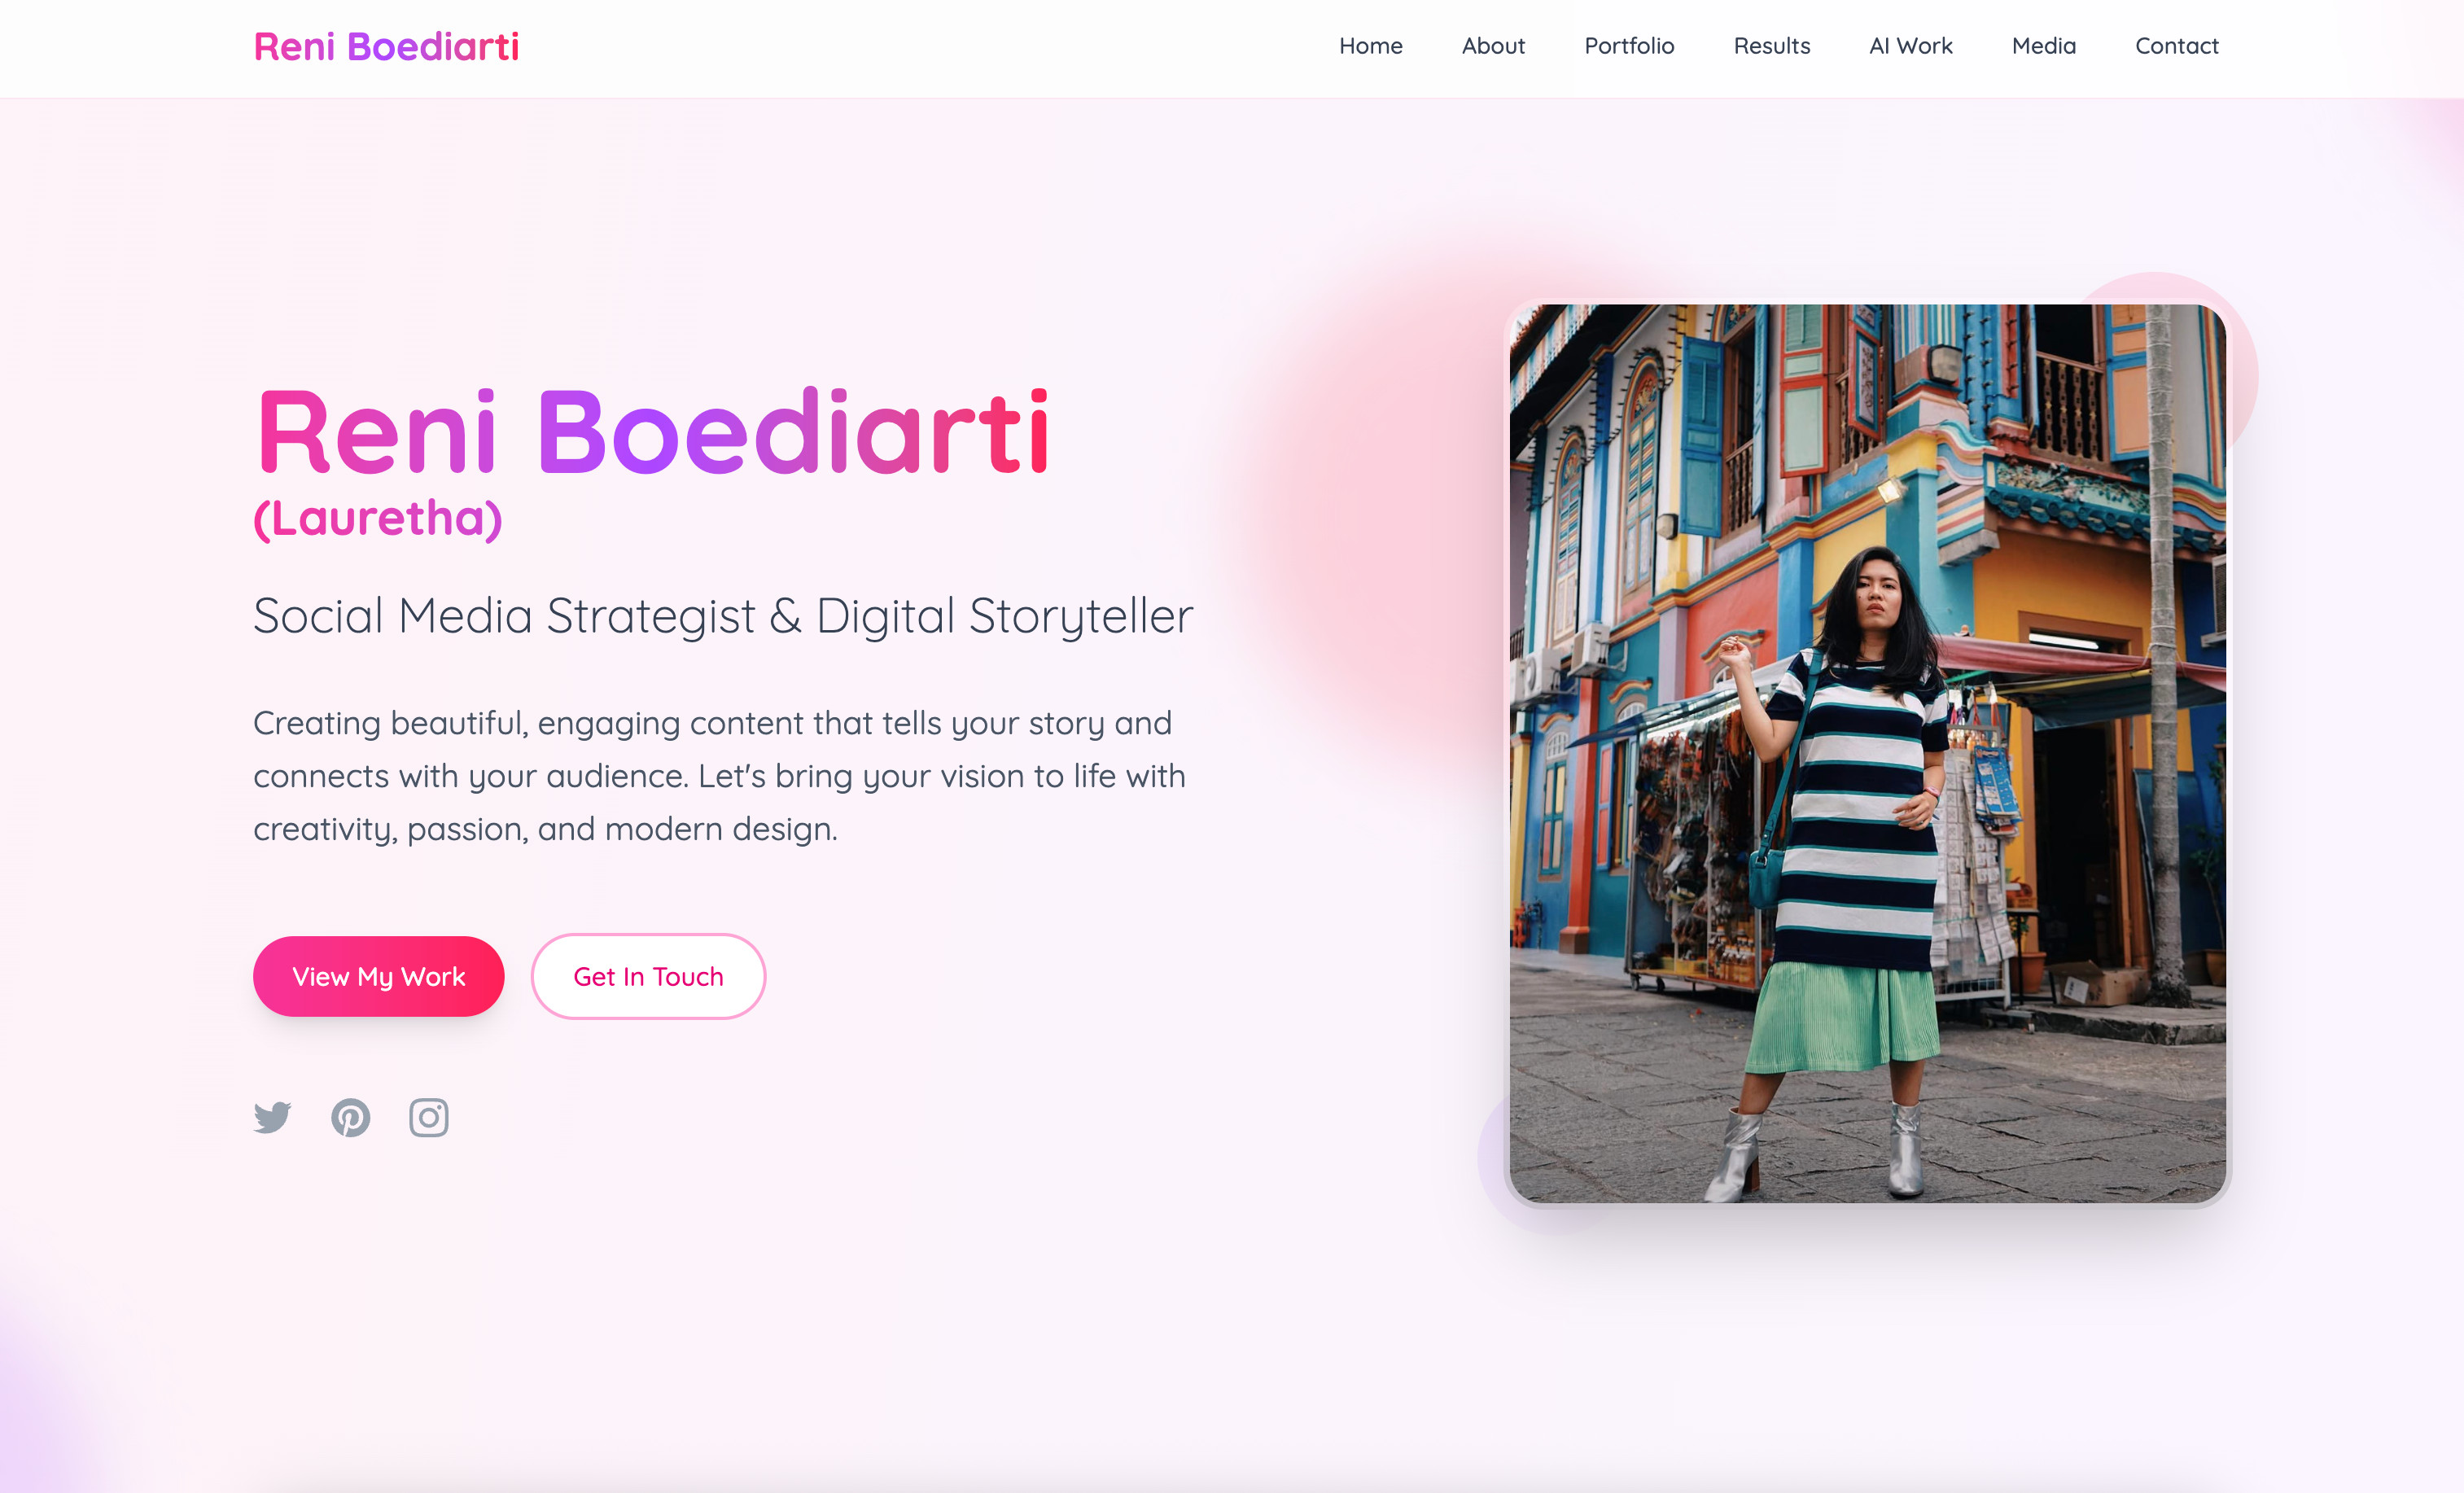 Reni Boediarti
Home About Portfolio Results AI Work Media Contact
Reni Boediarti
(Lauretha)
Social Media Strategist & Digital Storyteller
Creating beautiful, engaging content that tells your story and
connects with your audience. Let's bring your vision to life with
creativity, passion, and modern design.
View My Work Get In Touch